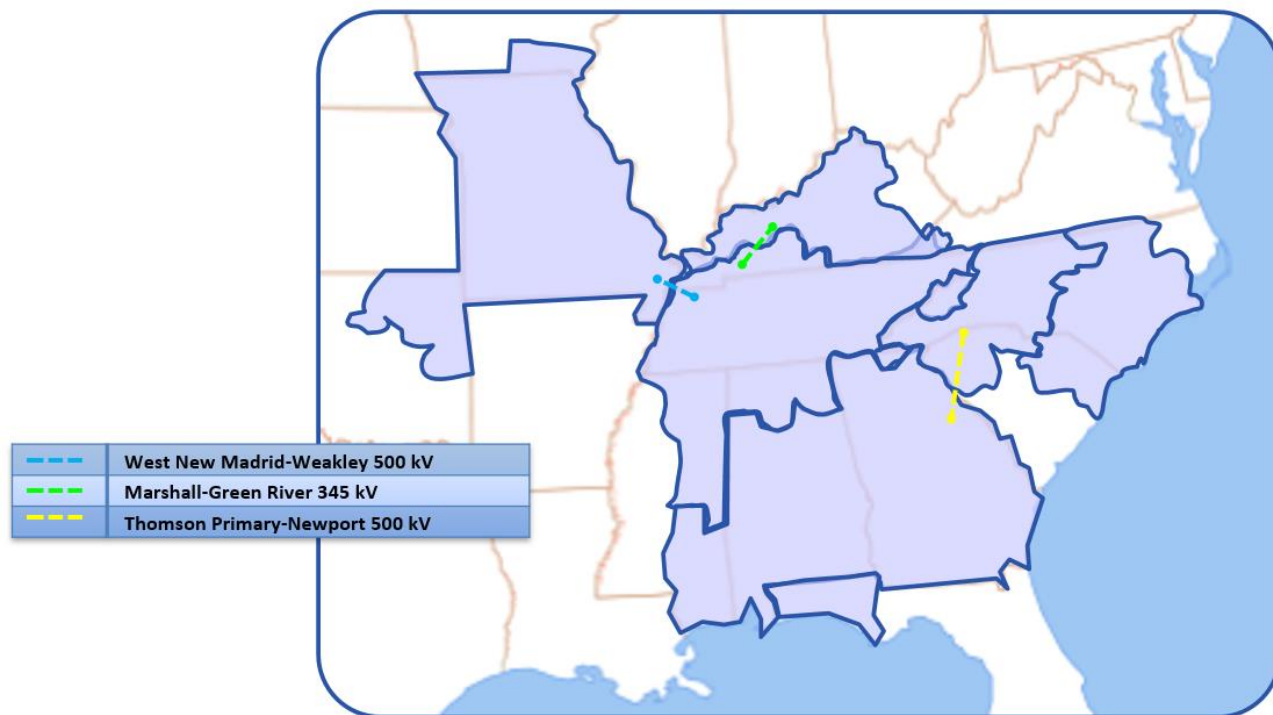 West New Madrid-Weakley 500 kV
Marshall-Green River 345 kV
Thomson Primary-Newport 500 kV